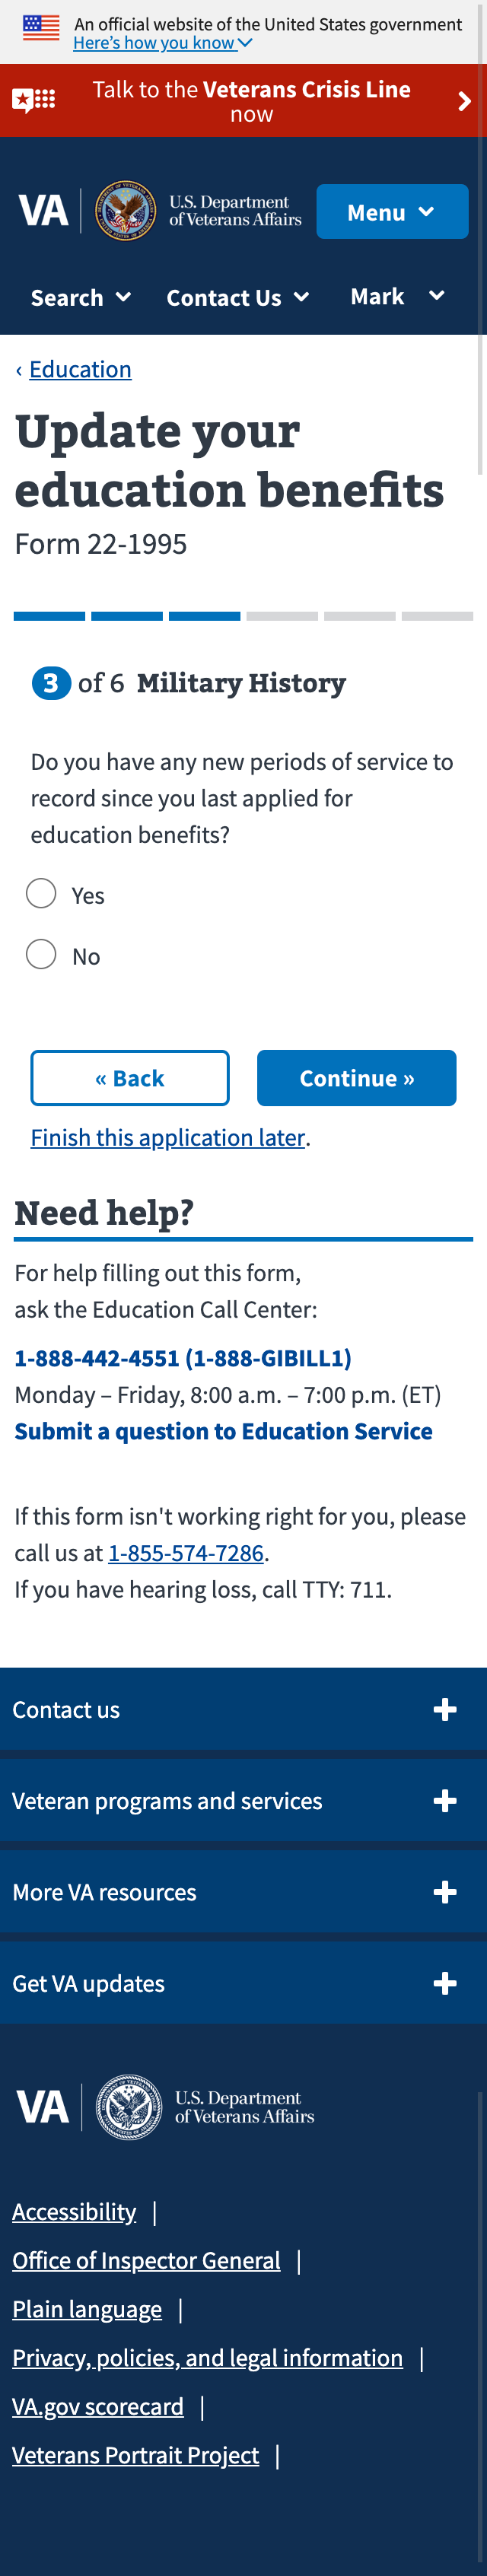 An official website of the United States government
Here's how you know
Talk to the Veterans Crisis Line
now
VA
U.S. Department
of Veterans Affairs
Menu
Search
Contact Us
Mark
‹ Education
Update your
education benefits
Form 22-1995
3 of 6 Military History
Do you have any new periods of service to
record since you last applied for
education benefits?
Yes
No
« Back
Continue »
Finish this application later.
Need help?
For help filling out this form,
ask the Education Call Center:
1-888-442-4551 (1-888-GIBILL1)
Monday – Friday, 8:00 a.m. – 7:00 p.m. (ET)
Submit a question to Education Service
If this form isn't working right for you, please
call us at 1-855-574-7286.
If you have hearing loss, call TTY: 711.
Contact us
Veteran programs and services
More VA resources
Get VA updates
VA
U.S. Department
of Veterans Affairs
Accessibility |
Office of Inspector General |
Plain language |
Privacy, policies, and legal information |
VA.gov scorecard |
Veterans Portrait Project |